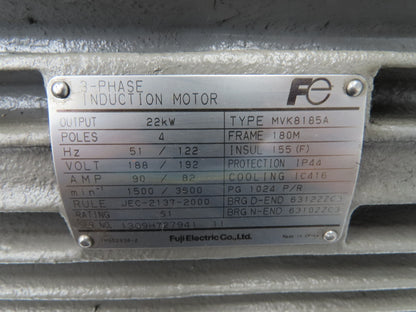 3-PHASE
INDUCTION MOTOR
Fe
OUTPUT 22kW TYPE MVK8185A
POLES 4 FRAME 180M
Hz 51 / 122 INSUL 155 (F)
VOLT 188 / 192 PROTECTION IP44
AMP 90 / 82 COOLING IC416
min⁻¹ 1500 / 3500 PG 1024 P/R
RULE JEC-2137-2000 BRG D-END 6312ZZC3
RATING S1 BRG N-END 6310ZZC3
NO.
Fuji Electric Co., Ltd. Made in